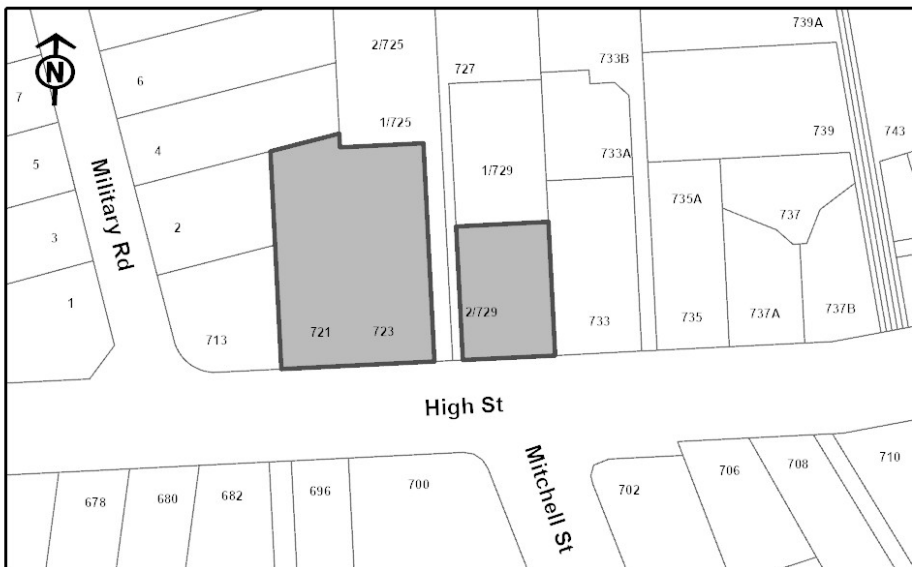 739A
2/725
727
733B
6
N
7
743
1/725
739
4
733A
5
1/729
735A
Military Rd
737
2
3
1
2/729
713
721
723
733
735
737A
737B
High St
Mitchell St
678
680
682
696
700
702
706
708
710